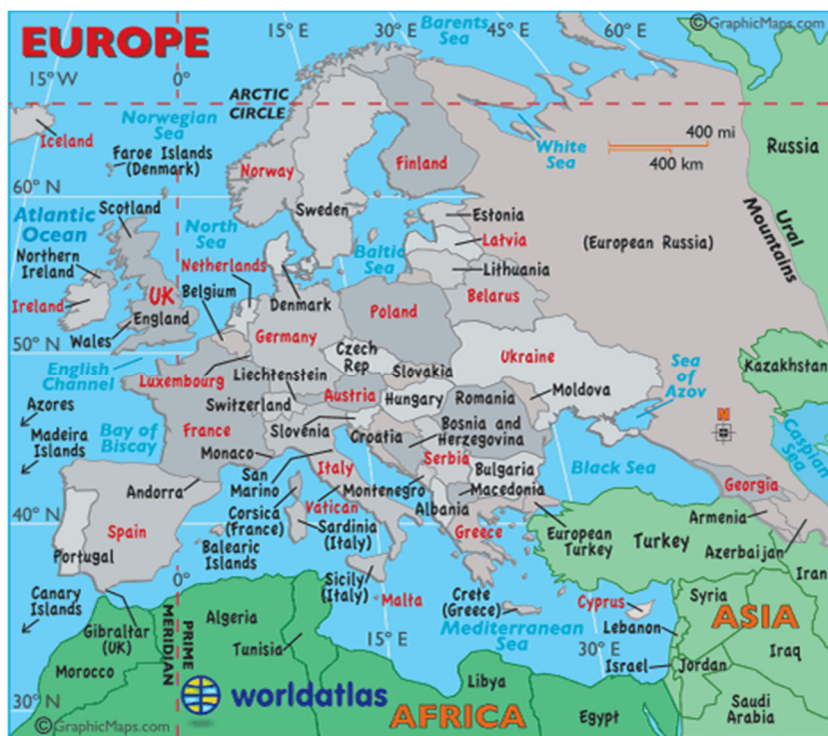 EUROPE
©GraphicMaps.com
15° E
30° E
Barents
Sea
45° E
60° E
15° W
0°
ARCTIC
CIRCLE
Norwegian
Sea
Iceland
Faroe Islands
(Denmark)
White
Sea
400 mi
400 km
Russia
Norway
Finland
60° N
Scotland
Sweden
Estonia
Ural
Mountains
Atlantic
Ocean
North
Sea
Latvia
(European Russia)
Northern
Ireland
Netherlands
Baltic
Sea
Lithuania
Ireland
UK
Belgium
Denmark
Belarus
England
Poland
Wales
Germany
50° N
Czech
Rep
Ukraine
English
Channel
Luxembourg
Liechtenstein
Slovakia
Sea
of
Azov
Kazakhstan
Azores
Switzerland
Austria
Hungary
Romania
Moldova
Madeira
Islands
Bay of
Biscay
France
Slovénia
Croatia
Bosnia and
Herzegovina
N
Caspian
Sea
Monaco
Italy
Serbia
San
Marino
Bulgaria
Black Sea
Andorra
Corsica
(France)
Vatican
Montenegro
Macedonia
Georgia
40° N
Spain
Sardinia
(Italy)
Albania
Greece
European
Turkey
Turkey
Armenia
Azerbaijan
Portugal
Balearic
Islands
Iran
0°
Sicily
(Italy)
Malta
Crete
(Greece)
Cyprus
Syria
Canary
Islands
Gibraltar
(UK)
PRIME
MERIDIAN
Algeria
Tunisia
15° E
Mediterranean
Sea
30° E
Lebanon
ASIA
Morocco
Israel
Jordan
Iraq
30° N
worldatlas
Libya
Egypt
Saudi
Arabia
AFRICA
©GraphicMaps.com